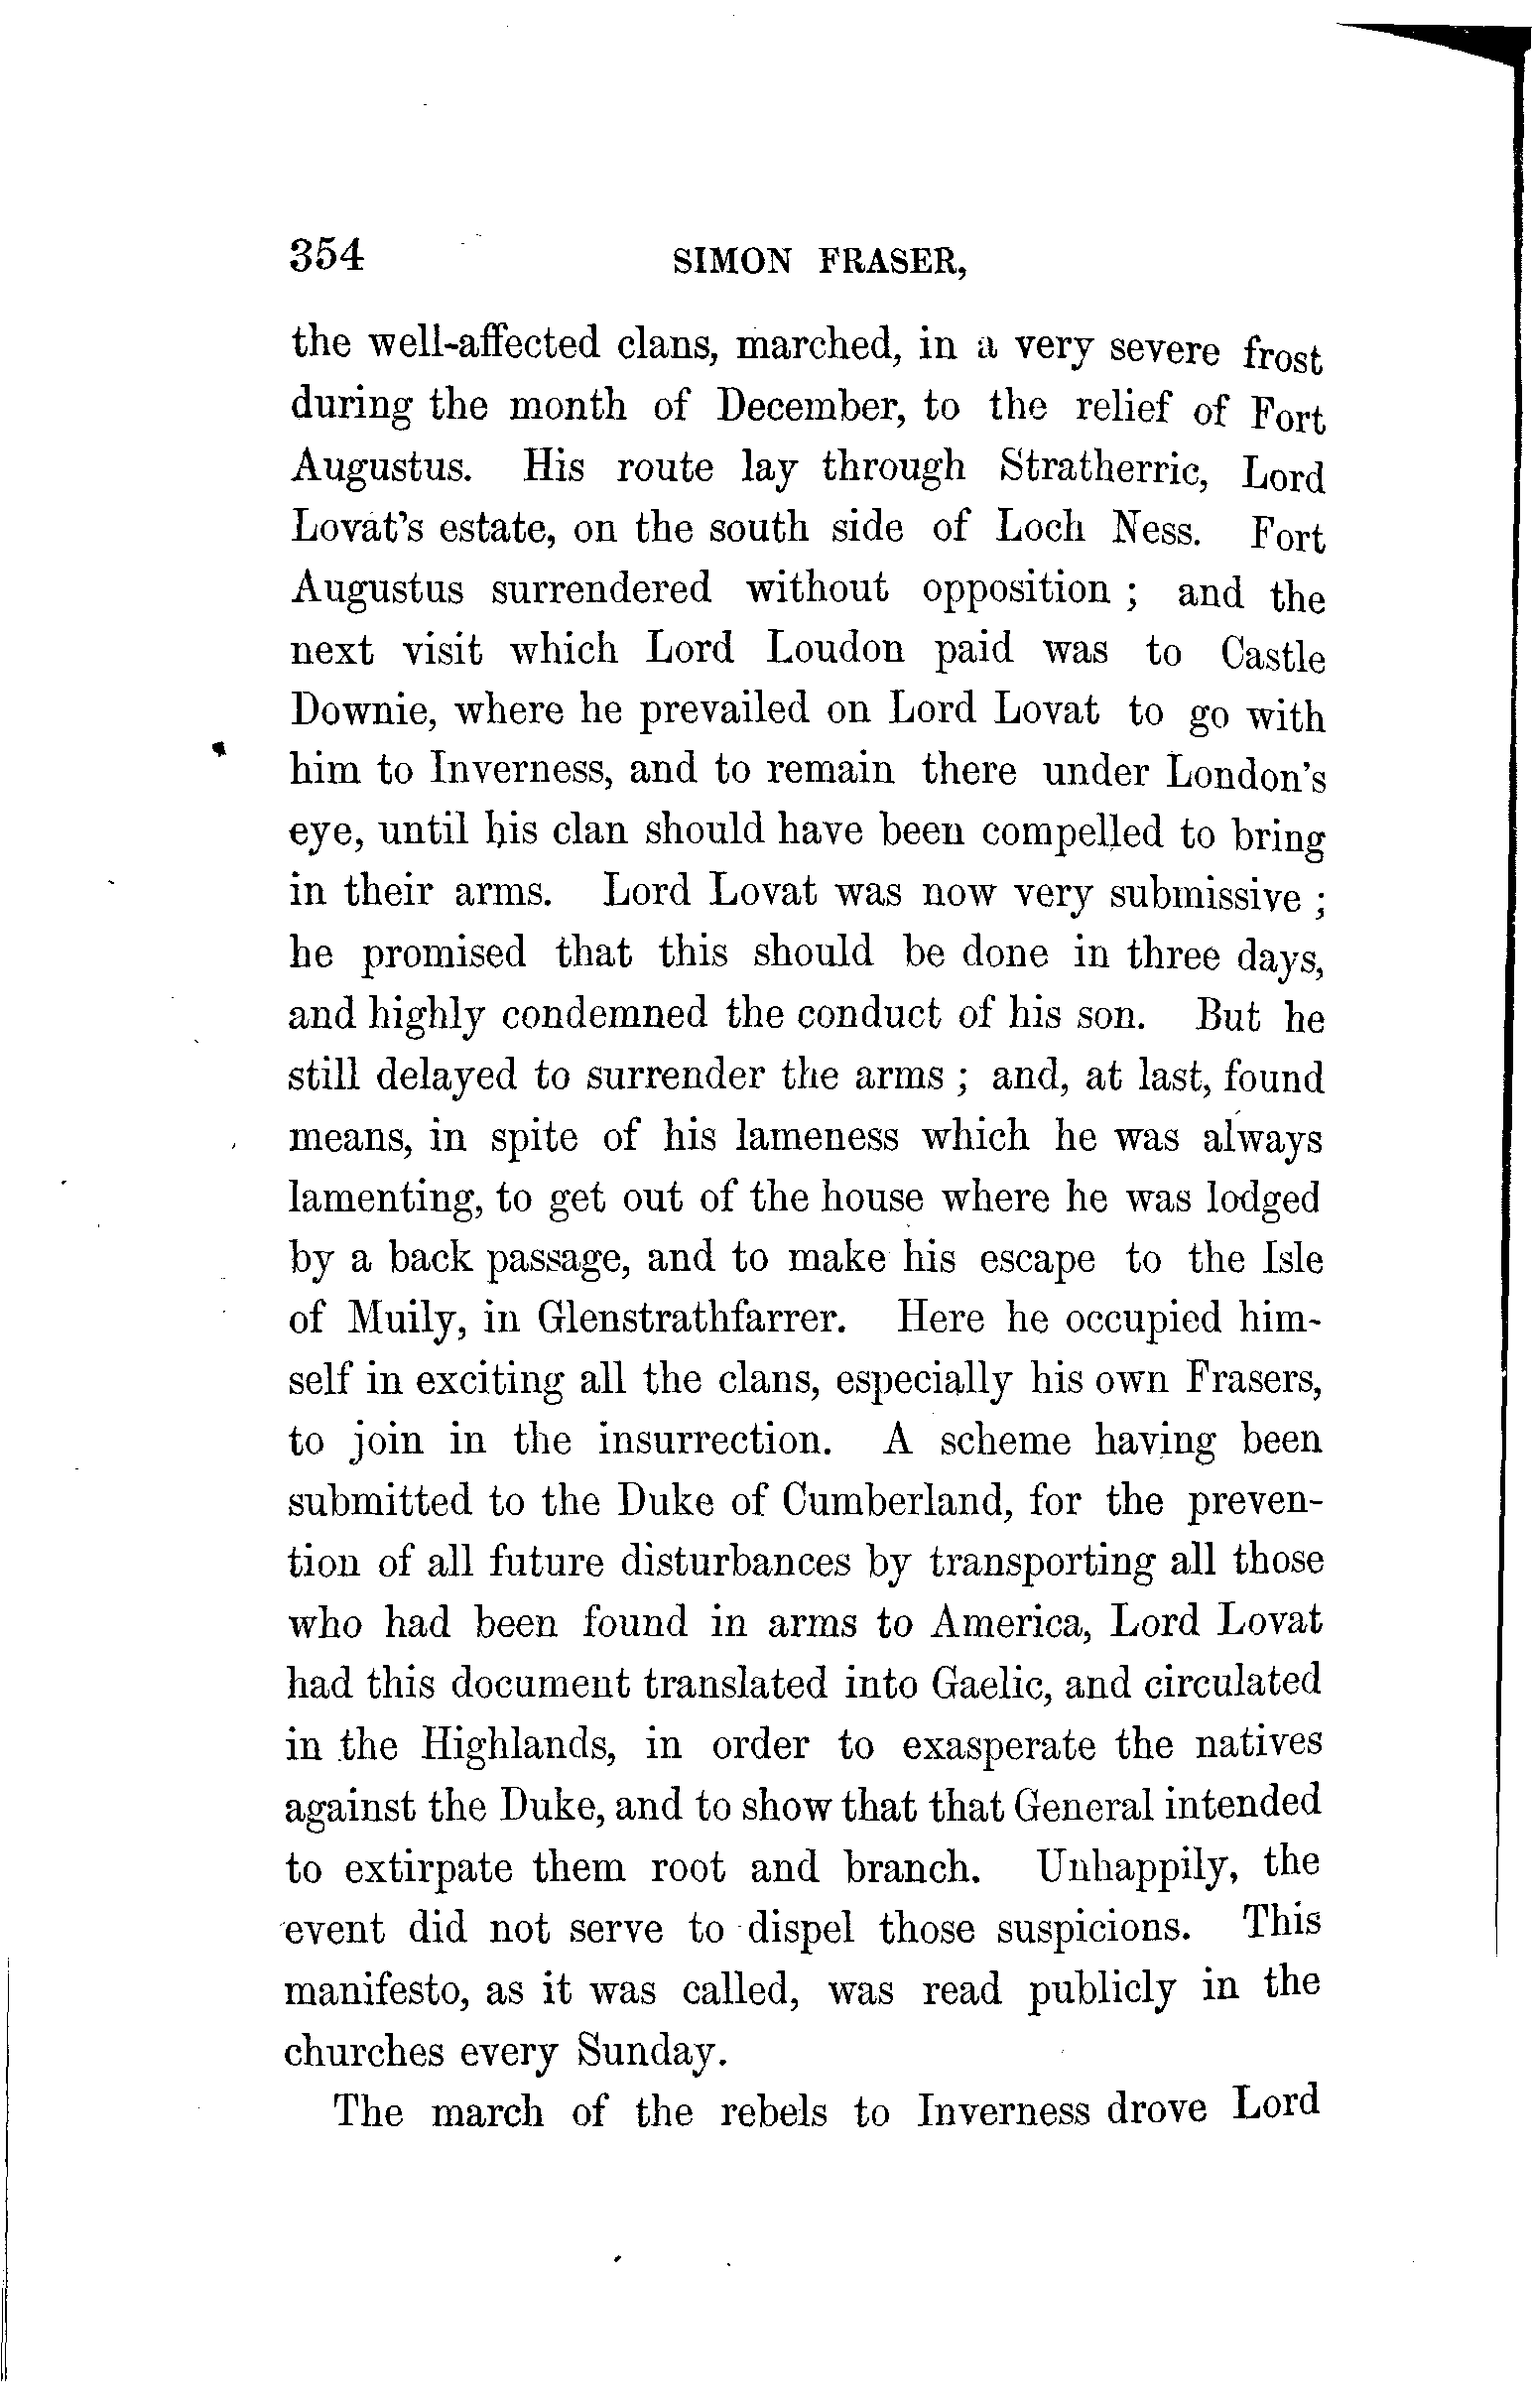 354 SIMON FRASER,
the well-affected clans, marched, in a very severe frost
during the month of December, to the relief of Fort
Augustus. His route lay through Stratherric, Lord
Lovat's estate, on the south side of Loch Ness. Fort
Augustus surrendered without opposition ; and the
next visit which Lord Loudon paid was to Castle
Downie, where he prevailed on Lord Lovat to go with
him to Inverness, and to remain there under London's
eye, until his clan should have been compelled to bring
in their arms. Lord Lovat was now very submissive ;
he promised that this should be done in three days,
and highly condemned the conduct of his son. But he
still delayed to surrender the arms ; and, at last, found
means, in spite of his lameness which he was always
lamenting, to get out of the house where he was lodged
by a back passage, and to make his escape to the Isle
of Muily, in Glenstrathfarrer. Here he occupied him-
self in exciting all the clans, especially his own Frasers,
to join in the insurrection. A scheme having been
submitted to the Duke of Cumberland, for the preven-
tion of all future disturbances by transporting all those
who had been found in arms to America, Lord Lovat
had this document translated into Gaelic, and circulated
in the Highlands, in order to exasperate the natives
against the Duke, and to show that that General intended
to extirpate them root and branch. Unhappily, the
event did not serve to dispel those suspicions. This
manifesto, as it was called, was read publicly in the
churches every Sunday.
The march of the rebels to Inverness drove Lord